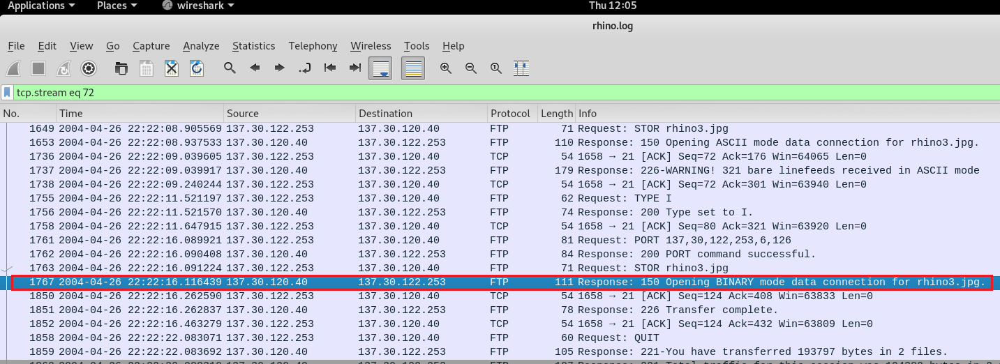 Applications Places wireshark Thu 12:05
rhino.log
File Edit View Go Capture Analyze Statistics Telephony Wireless Tools Help
tcp.stream eq 72
No. Time Source Destination Protocol Length Info
1649 2004-04-26 22:22:08.905569 137.30.122.253 137.30.120.40 FTP 71 Request: STOR rhino3.jpg
1653 2004-04-26 22:22:08.937533 137.30.120.40 137.30.122.253 FTP 110 Response: 150 Opening ASCII mode data connection for rhino3.jpg.
1736 2004-04-26 22:22:09.039605 137.30.122.253 137.30.120.40 TCP 54 1658 → 21 [ACK] Seq=72 Ack=176 Win=64065 Len=0
1737 2004-04-26 22:22:09.039917 137.30.120.40 137.30.122.253 FTP 179 Response: 226-WARNING! 321 bare linefeeds received in ASCII mode
1738 2004-04-26 22:22:09.240244 137.30.122.253 137.30.120.40 TCP 54 1658 → 21 [ACK] Seq=72 Ack=301 Win=63940 Len=0
1755 2004-04-26 22:22:11.521197 137.30.122.253 137.30.120.40 FTP 62 Request: TYPE I
1756 2004-04-26 22:22:11.521570 137.30.120.40 137.30.122.253 FTP 74 Response: 200 Type set to I.
1758 2004-04-26 22:22:11.647915 137.30.122.253 137.30.120.40 TCP 54 1658 → 21 [ACK] Seq=80 Ack=321 Win=63920 Len=0
1761 2004-04-26 22:22:16.089921 137.30.122.253 137.30.120.40 FTP 81 Request: PORT 137,30,122,253,6,126
1762 2004-04-26 22:22:16.090408 137.30.120.40 137.30.122.253 FTP 84 Response: 200 PORT command successful.
1763 2004-04-26 22:22:16.091224 137.30.122.253 137.30.120.40 FTP 71 Request: STOR rhino3.jpg
1767 2004-04-26 22:22:16.116439 137.30.120.40 137.30.122.253 FTP 111 Response: 150 Opening BINARY mode data connection for rhino3.jpg.
1850 2004-04-26 22:22:16.262590 137.30.122.253 137.30.120.40 TCP 54 1658 → 21 [ACK] Seq=124 Ack=408 Win=63833 Len=0
1851 2004-04-26 22:22:16.262837 137.30.120.40 137.30.122.253 FTP 78 Response: 226 Transfer complete.
1852 2004-04-26 22:22:16.463279 137.30.122.253 137.30.120.40 TCP 54 1658 → 21 [ACK] Seq=124 Ack=432 Win=63809 Len=0
1858 2004-04-26 22:22:22.083071 137.30.122.253 137.30.120.40 FTP 60 Request: QUIT
1859 2004-04-26 22:22:22.083692 137.30.120.40 137.30.122.253 FTP 105 Response: 221-You have transferred 193797 bytes in 2 files.